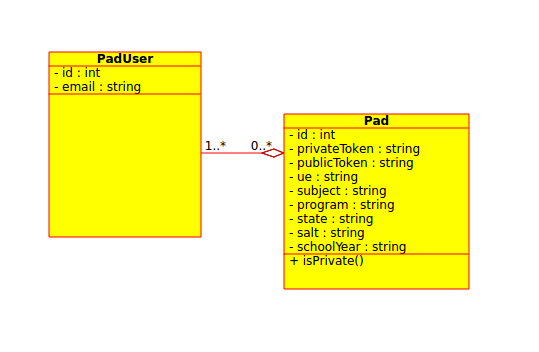 PadUser
- id : int
- email : string
1..*
0..*
Pad
- id : int
- privateToken : string
- publicToken : string
- ue : string
- subject : string
- program : string
- state : string
- salt : string
- schoolYear : string
+ isPrivate()